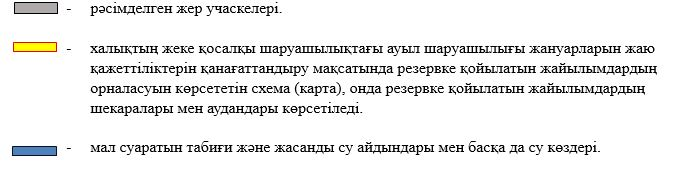 - рәсімделген жер учаскелері.
- халықтың жеке қосалқы шаруашылықтағы ауыл шаруашылығы жануарларын жаю
қажеттіліктерін қанағаттандыру мақсатында резервке қойылатын жайылымдардың
орналасуын көрсететін схема (карта), онда резервке қойылатын жайылымдардың
шекаралары мен аудандары көрсетіледі.
- мал суаратын табиғи және жасанды су айдындары мен басқа да су көздері.